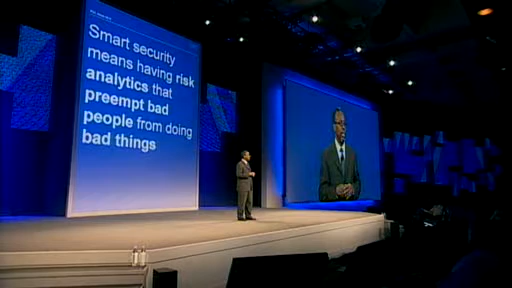 Smart security
means having risk
analytics that
preempt bad
people from doing
bad things